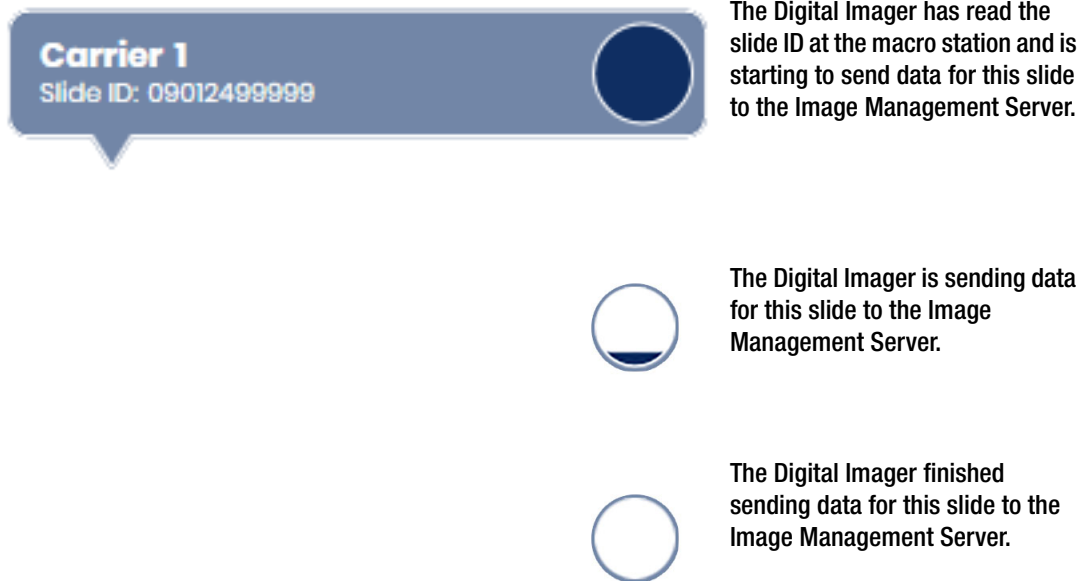 Carrier 1
Slide ID: 09012499999
The Digital Imager has read the
slide ID at the macro station and is
starting to send data for this slide
to the Image Management Server.
The Digital Imager is sending data
for this slide to the Image
Management Server.
The Digital Imager finished
sending data for this slide to the
Image Management Server.